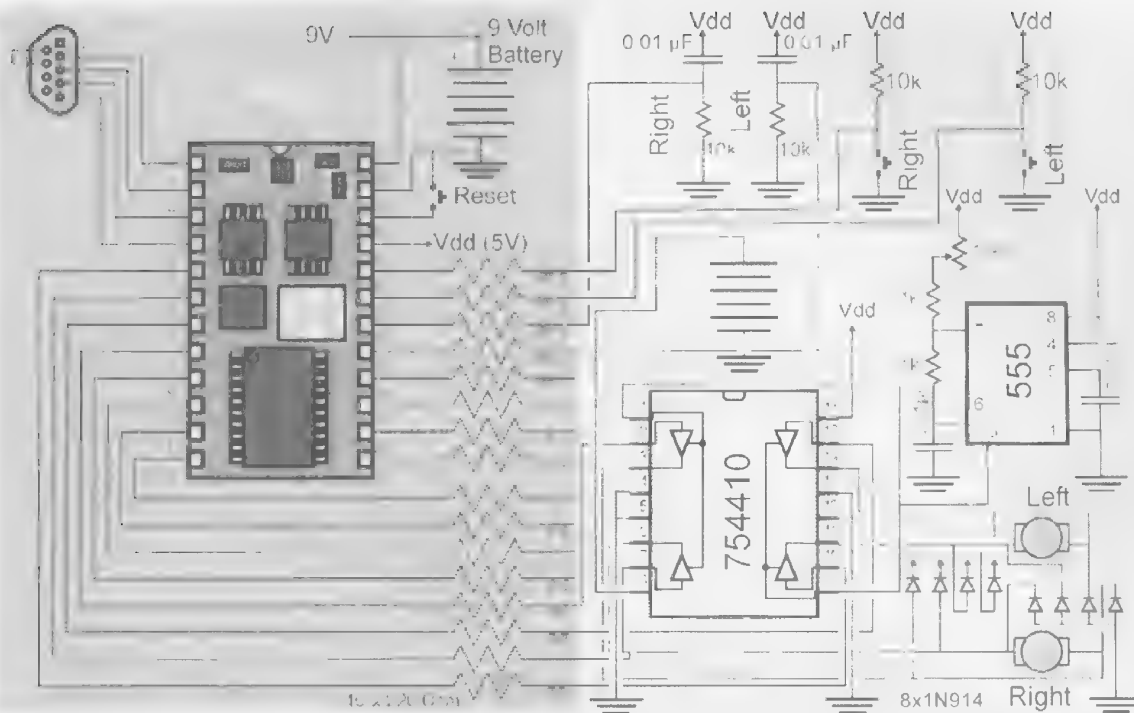 9V
9 Volt
Battery
Reset
Vdd (5V)
Vdd
Vdd
Vdd
Vdd
0.01 µF
0.01 µF
10k
10k
Right
Left
10k
10k
Right
Left
Vdd
Vdd
Vdd
754410
555
8
4
5
6
1
Left
Right
8x1N914